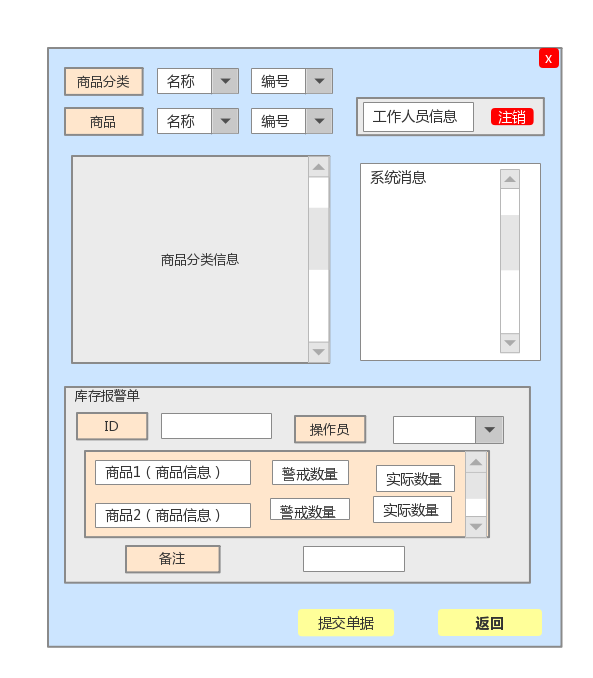 x
商品分类 名称 编号
商品 名称 编号
工作人员信息 注销
商品分类信息
系统消息
库存报警单
ID 操作员
商品1（商品信息） 警戒数量 实际数量
商品2（商品信息） 警戒数量 实际数量
备注
提交单据 返回